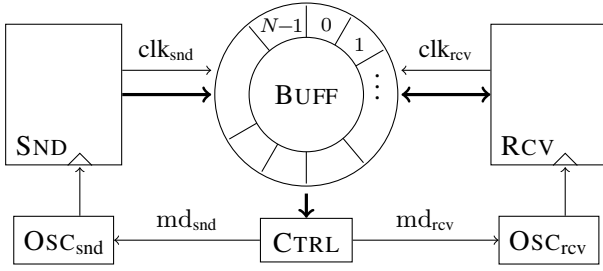 N−1 0
1
⋮
clk_snd
clk_rcv
BUFF
SND
RCV
md_snd
md_rcv
OSC_snd
CTRL
OSC_rcv